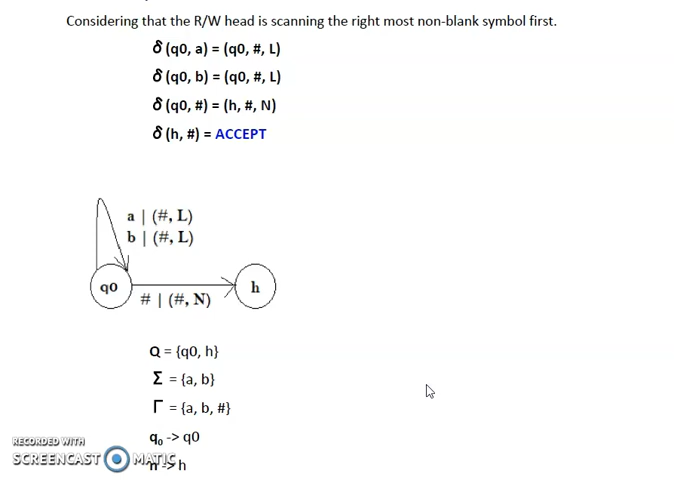 Considering that the R/W head is scanning the right most non-blank symbol first.
δ (q0, a) = (q0, #, L)
δ (q0, b) = (q0, #, L)
δ (q0, #) = (h, #, N)
δ (h, #) = ACCEPT
a | (#, L)
b | (#, L)
q0
# | (#, N)
h
Q = {q0, h}
Σ = {a, b}
Γ = {a, b, #}
q₀ -> q0
-> h
RECORDED WITH
SCREENCAST MATIC